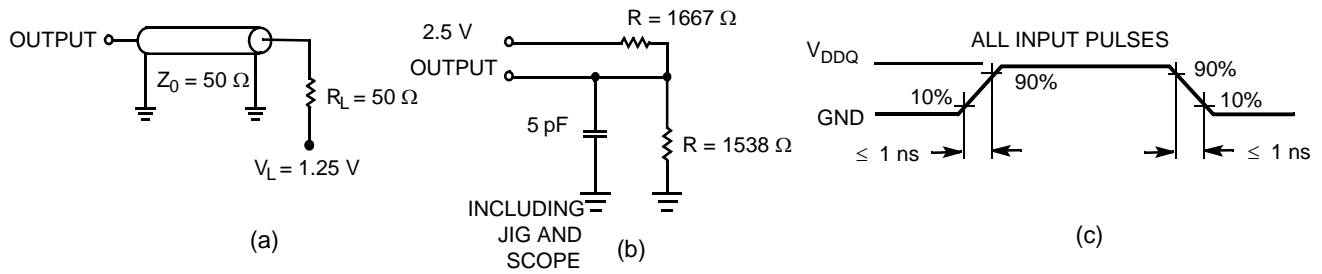 OUTPUT
Z0 = 50 Ω
RL = 50 Ω
VL = 1.25 V
(a)
R = 1667 Ω
2.5 V
OUTPUT
5 pF
R = 1538 Ω
INCLUDING
JIG AND
SCOPE
(b)
ALL INPUT PULSES
VDDQ
GND
10%
90%
90%
10%
≤ 1 ns
≤ 1 ns
(c)